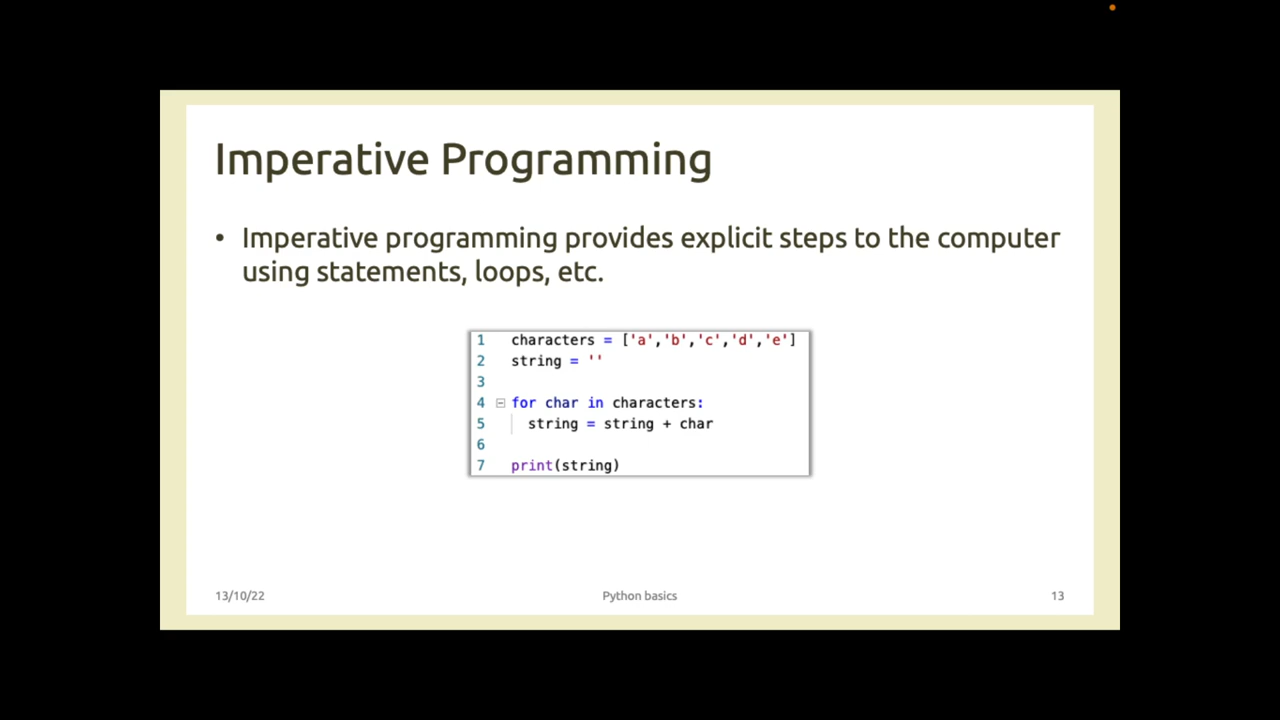 Imperative Programming
• Imperative programming provides explicit steps to the computer
using statements, loops, etc.
1 characters = ['a','b','c','d','e']
2 string = ''
3
4 for char in characters:
5 string = string + char
6
7 print(string)
13/10/22 Python basics 13